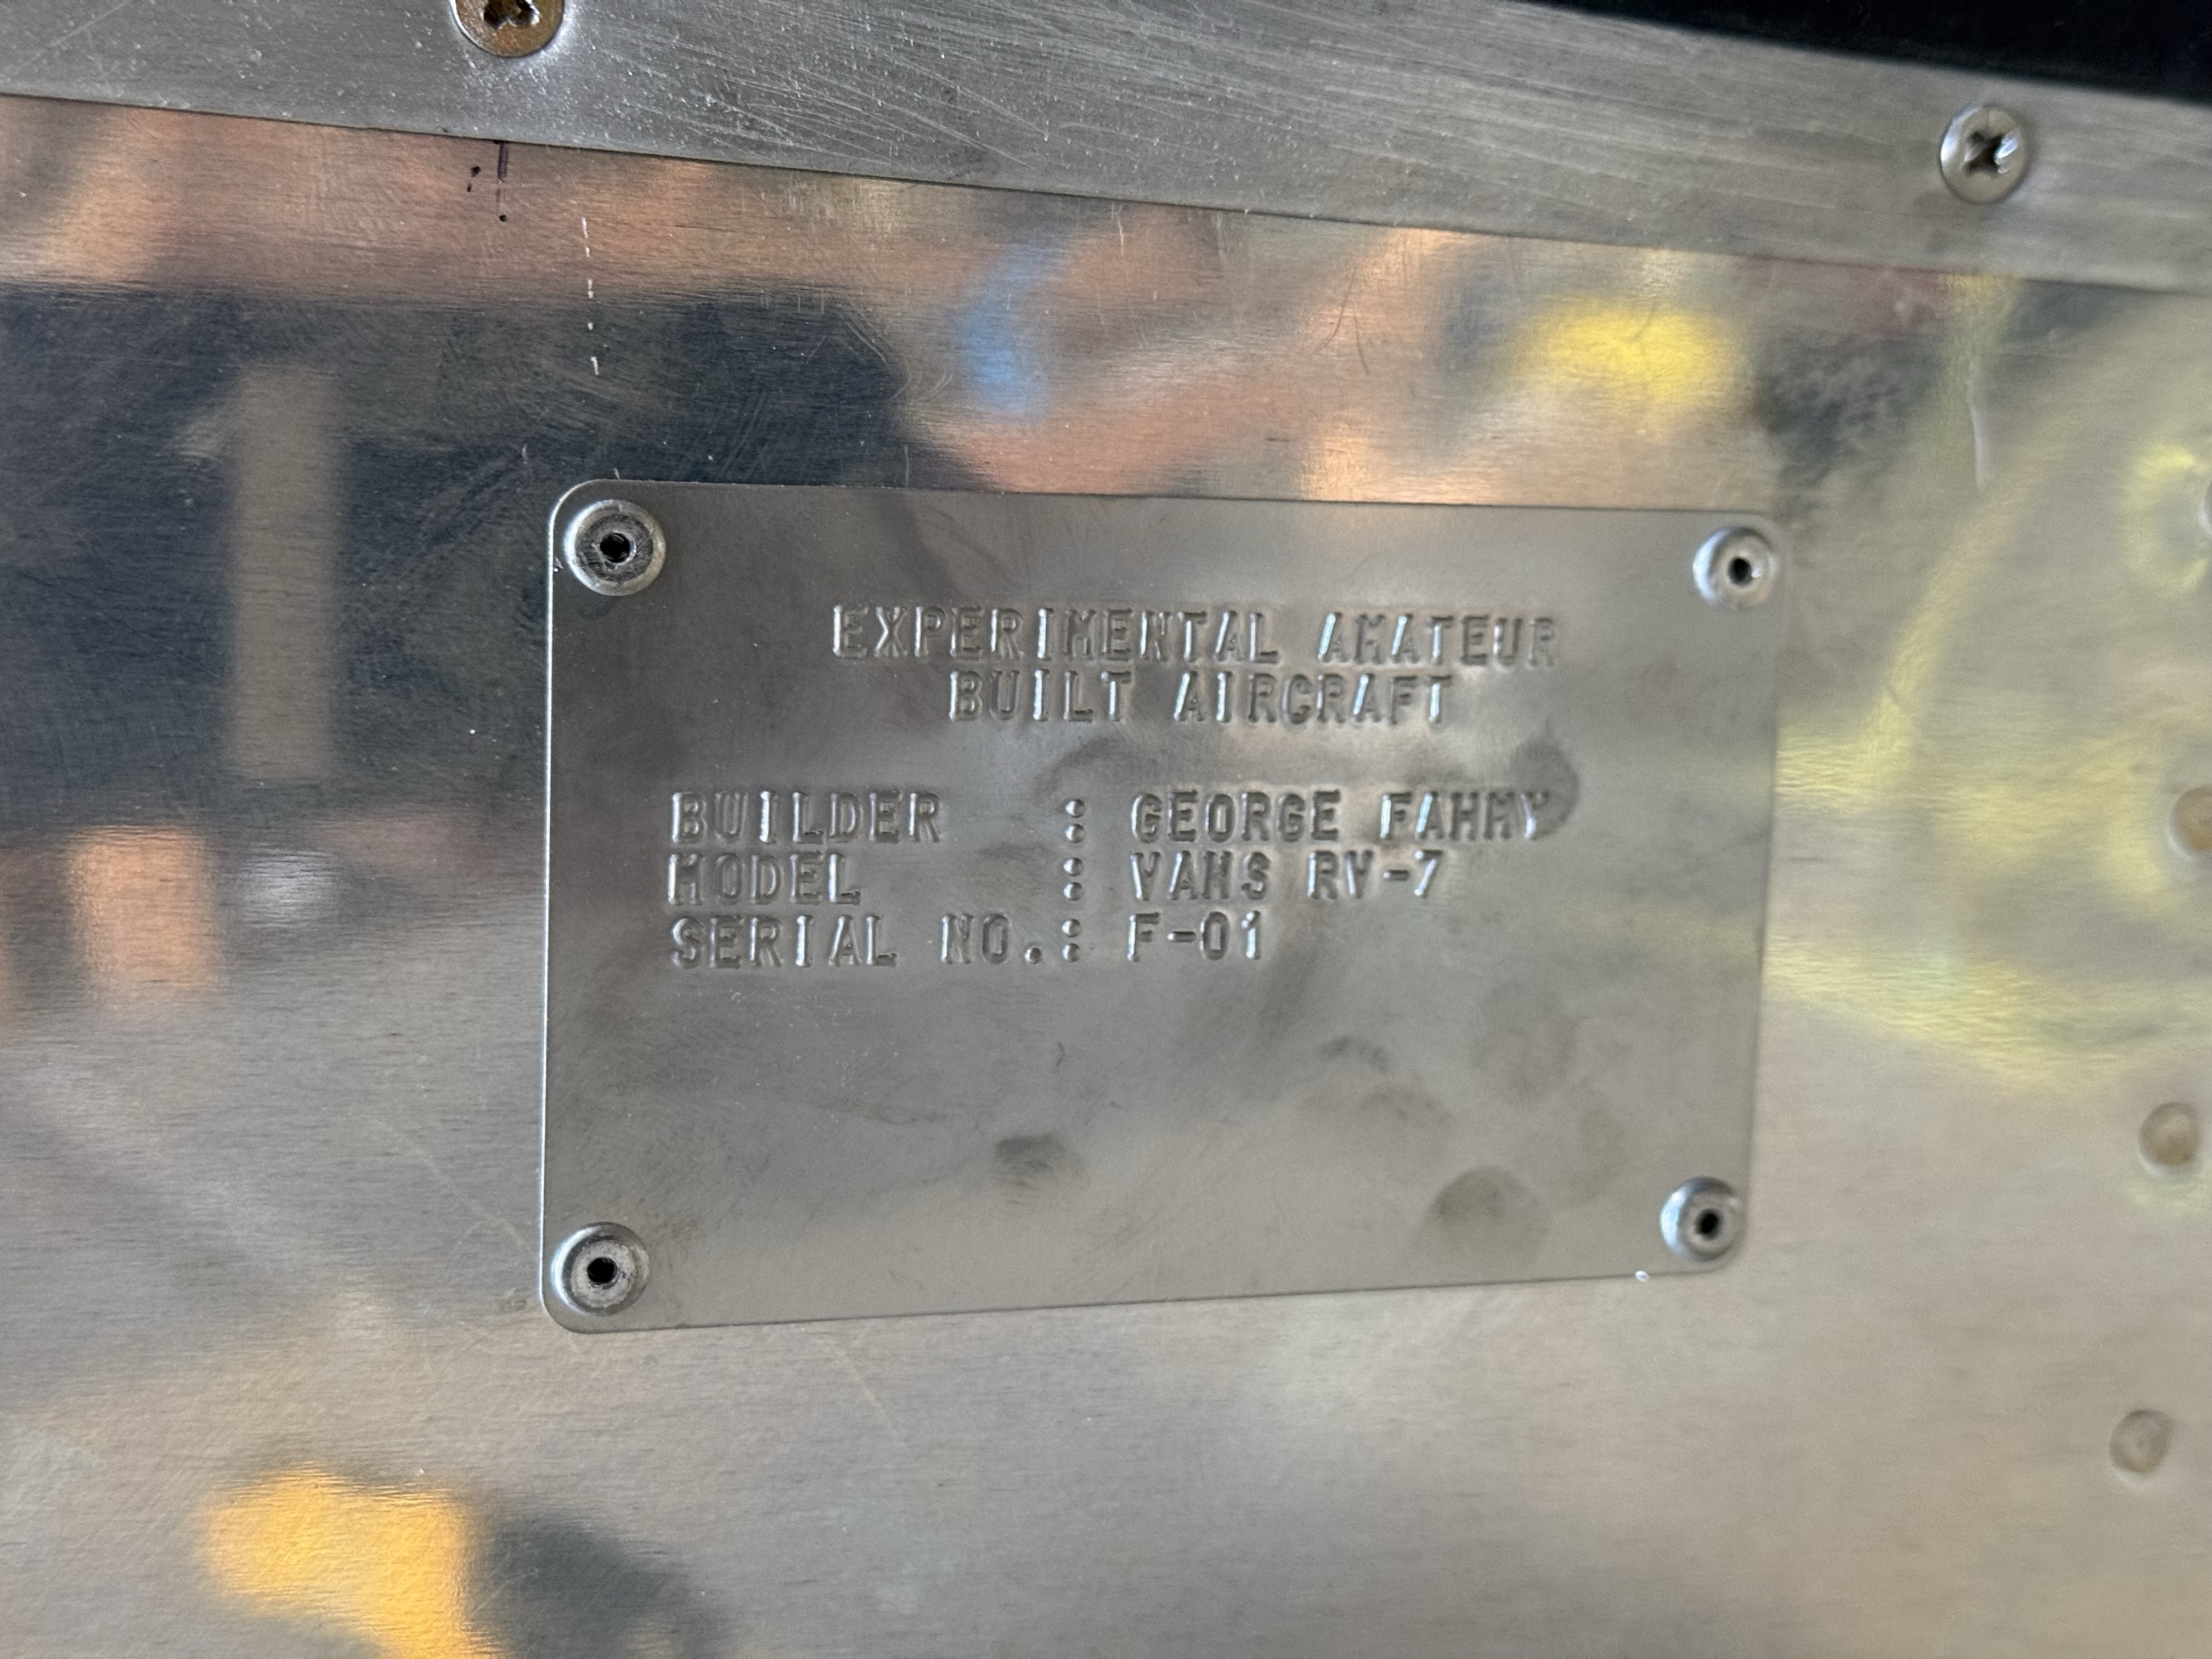 EXPERIMENTAL AMATEUR
BUILT AIRCRAFT
BUILDER : GEORGE FAHMY
MODEL : VANS RV-7
SERIAL NO.: F-01